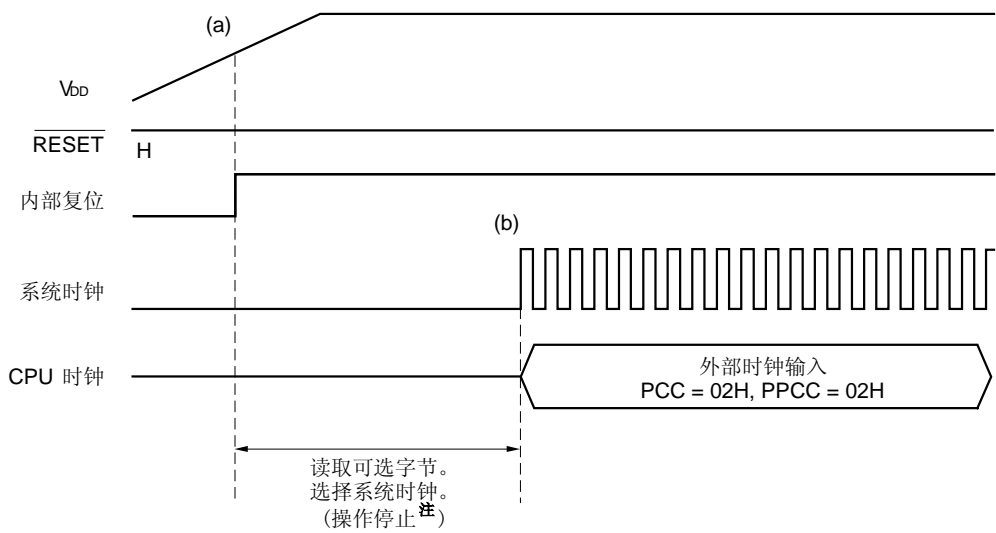 (a)
VDD
RESET
H
内部复位
(b)
系统时钟
CPU 时钟
外部时钟输入
PCC = 02H, PPCC = 02H
读取可选字节。
选择系统时钟。
(操作停止注)